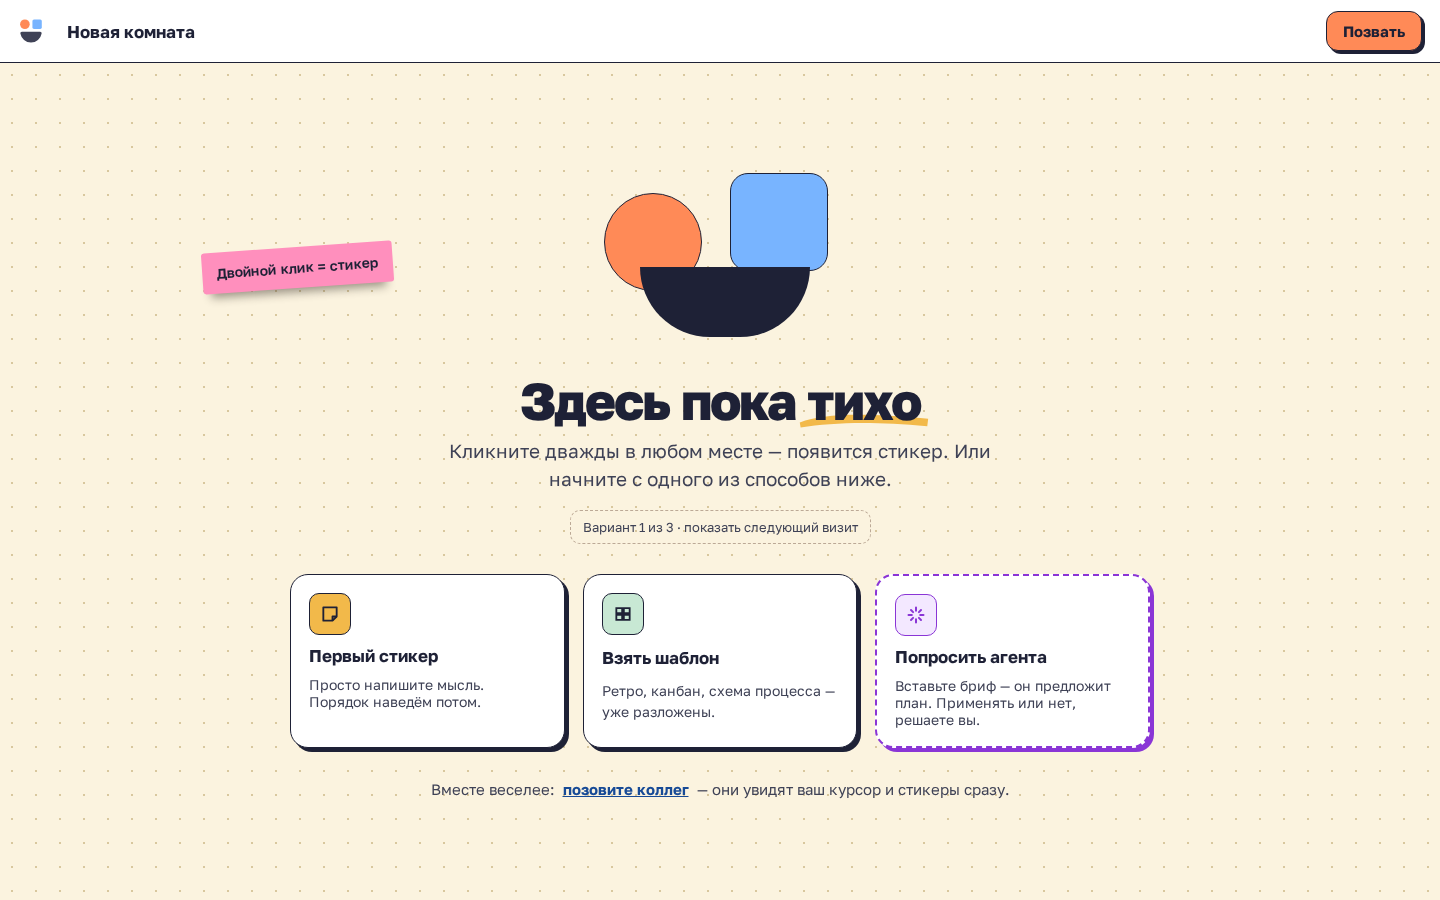 Новая комната
Позвать
Двойной клик = стикер
Здесь пока тихо
Кликните дважды в любом месте — появится стикер. Или
начните с одного из способов ниже.
Вариант 1 из 3 · показать следующий визит
Первый стикер
Просто напишите мысль.
Порядок наведём потом.
Взять шаблон
Ретро, канбан, схема процесса —
уже разложены.
Попросить агента
Вставьте бриф — он предложит
план. Применять или нет,
решаете вы.
Вместе веселее: позовите коллег — они увидят ваш курсор и стикеры сразу.